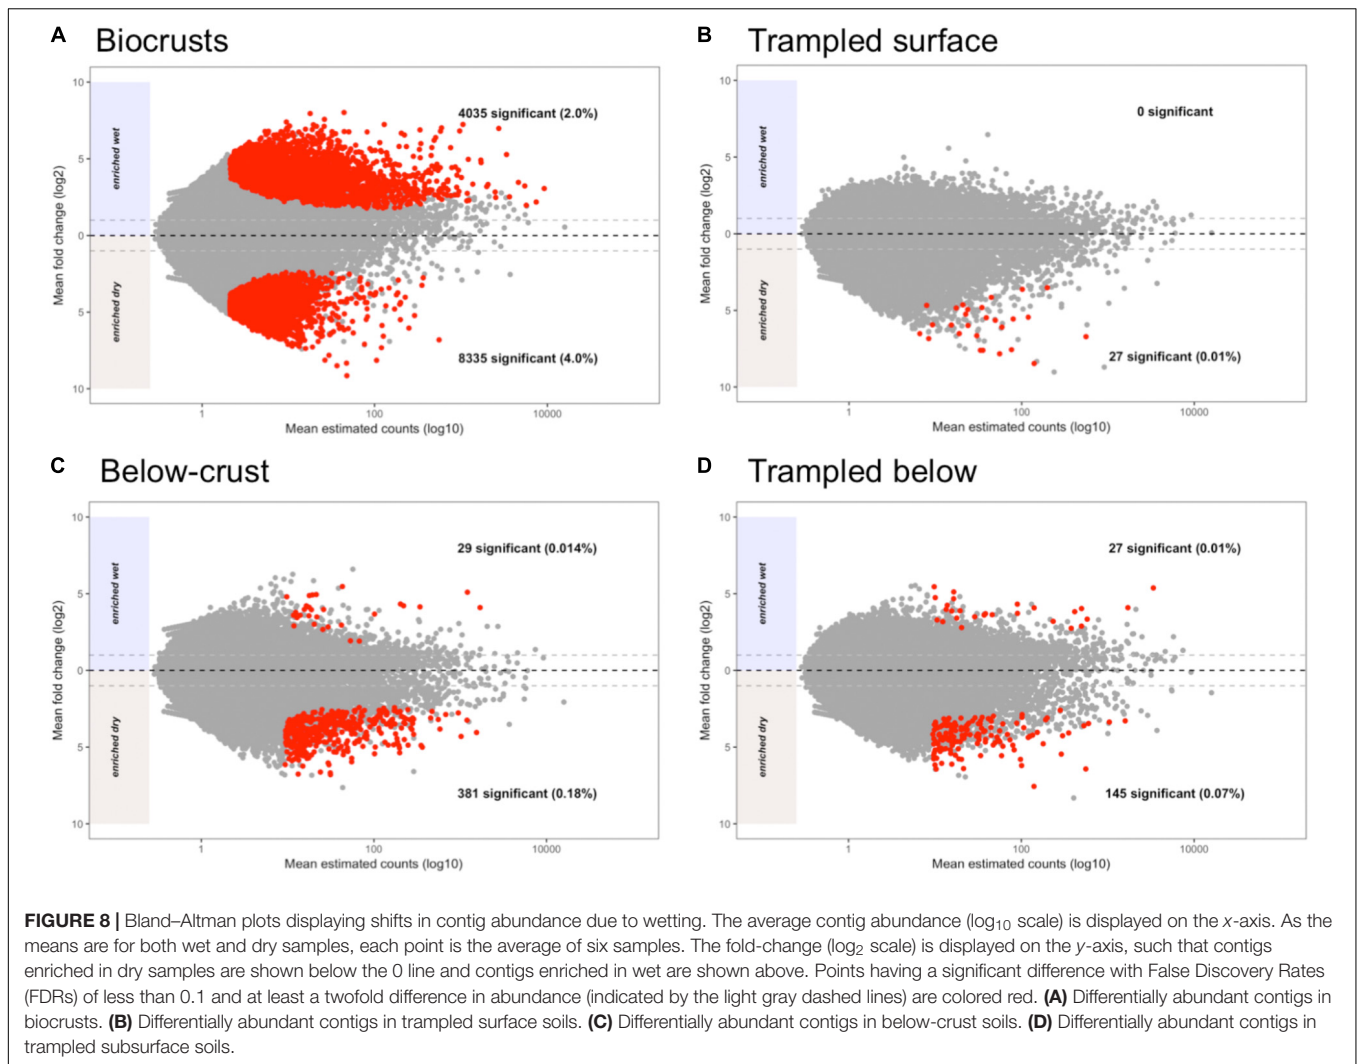 A Biocrusts
10
5
0
5
10
enriched wet
enriched dry
Mean fold change (log2)
4035 significant (2.0%)
8335 significant (4.0%)
1 100 10000
Mean estimated counts (log10)
B Trampled surface
10
5
0
5
10
enriched wet
enriched dry
Mean fold change (log2)
0 significant
27 significant (0.01%)
1 100 10000
Mean estimated counts (log10)
C Below-crust
10
5
0
5
10
enriched wet
enriched dry
Mean fold change (log2)
29 significant (0.014%)
381 significant (0.18%)
1 100 10000
Mean estimated counts (log10)
D Trampled below
10
5
0
5
10
enriched wet
enriched dry
Mean fold change (log2)
27 significant (0.01%)
145 significant (0.07%)
1 100 10000
Mean estimated counts (log10)
FIGURE 8 | Bland–Altman plots displaying shifts in contig abundance due to wetting. The average contig abundance (log10 scale) is displayed on the x-axis. As the
means are for both wet and dry samples, each point is the average of six samples. The fold-change (log2 scale) is displayed on the y-axis, such that contigs
enriched in dry samples are shown below the 0 line and contigs enriched in wet are shown above. Points having a significant difference with False Discovery Rates
(FDRs) of less than 0.1 and at least a twofold difference in abundance (indicated by the light gray dashed lines) are colored red. (A) Differentially abundant contigs in
biocrusts. (B) Differentially abundant contigs in trampled surface soils. (C) Differentially abundant contigs in below-crust soils. (D) Differentially abundant contigs in
trampled subsurface soils.